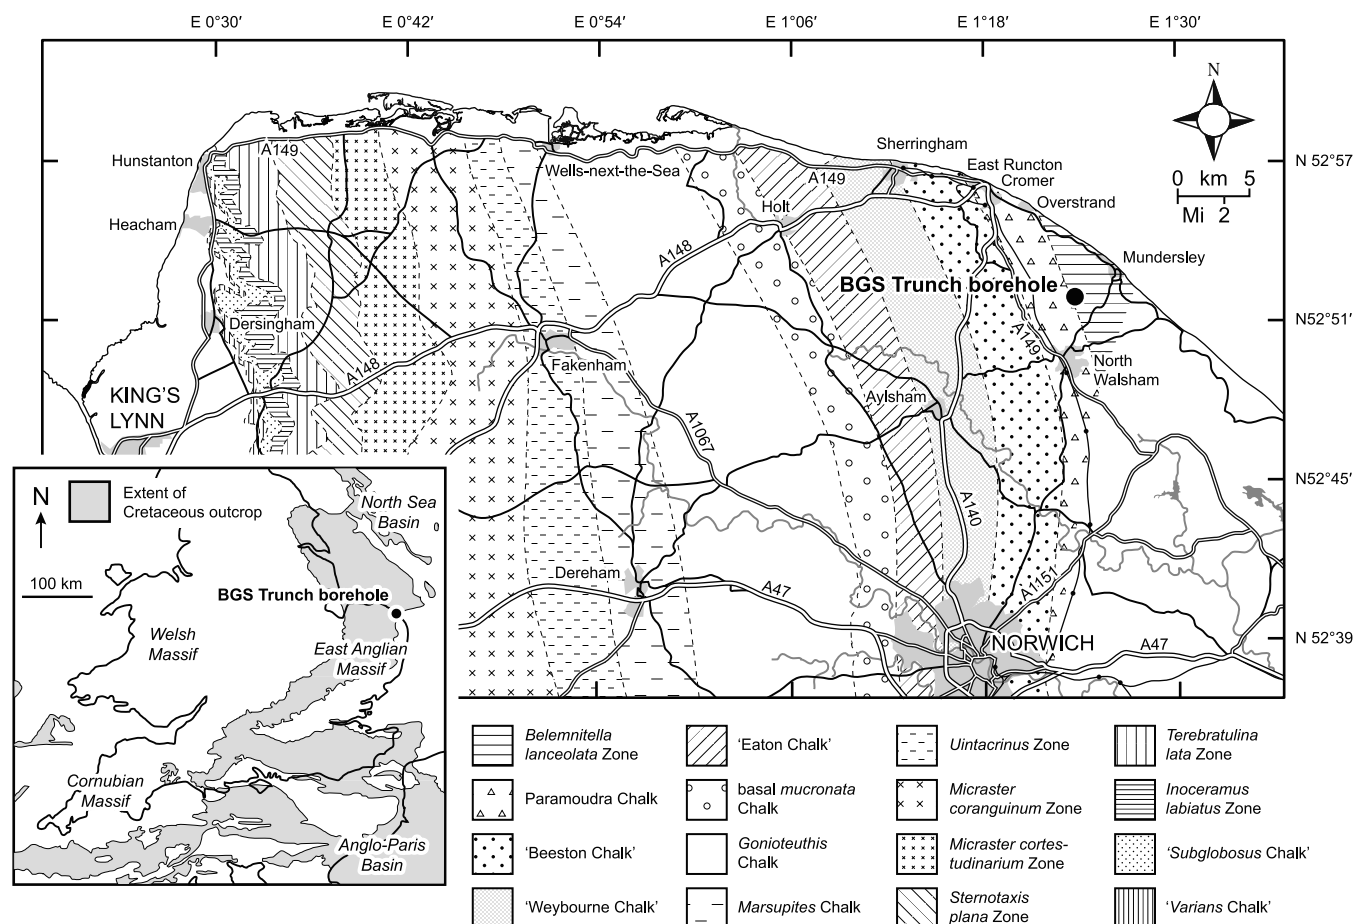 E 0°30′
E 0°42′
E 0°54′
E 1°06′
E 1°18′
E 1°30′
N
Sherringham
Hunstanton
A149
Wells-next-the-Sea
A149
East Runcton
Cromer
N 52°57
0 km 5
Mi 2
Overstrand
Holt
Heacham
A148
Mundersley
BGS Trunch borehole
Dersingham
A149
N52°51′
A148
Fakenham
North
Walsham
KING'S
LYNN
Aylsham
A1067
N52°45′
A140
N
Extent of
Cretaceous outcrop
North Sea
Basin
100 km
BGS Trunch borehole
Welsh
Massif
East Anglian
Massif
Cornubian
Massif
Anglo-Paris
Basin
Dereham
A47
A1151
NORWICH
A47
N 52°39
Belemnitella
lanceolata Zone
'Eaton Chalk'
Uintacrinus Zone
Terebratulina
lata Zone
Paramoudra Chalk
basal mucronata
Chalk
Micraster
coranguinum Zone
Inoceramus
labiatus Zone
'Beeston Chalk'
Gonioteuthis
Chalk
Micraster cortes-
tudinarium Zone
'Subglobosus Chalk'
'Weybourne Chalk'
Marsupites Chalk
Sternotaxis
plana Zone
'Varians Chalk'